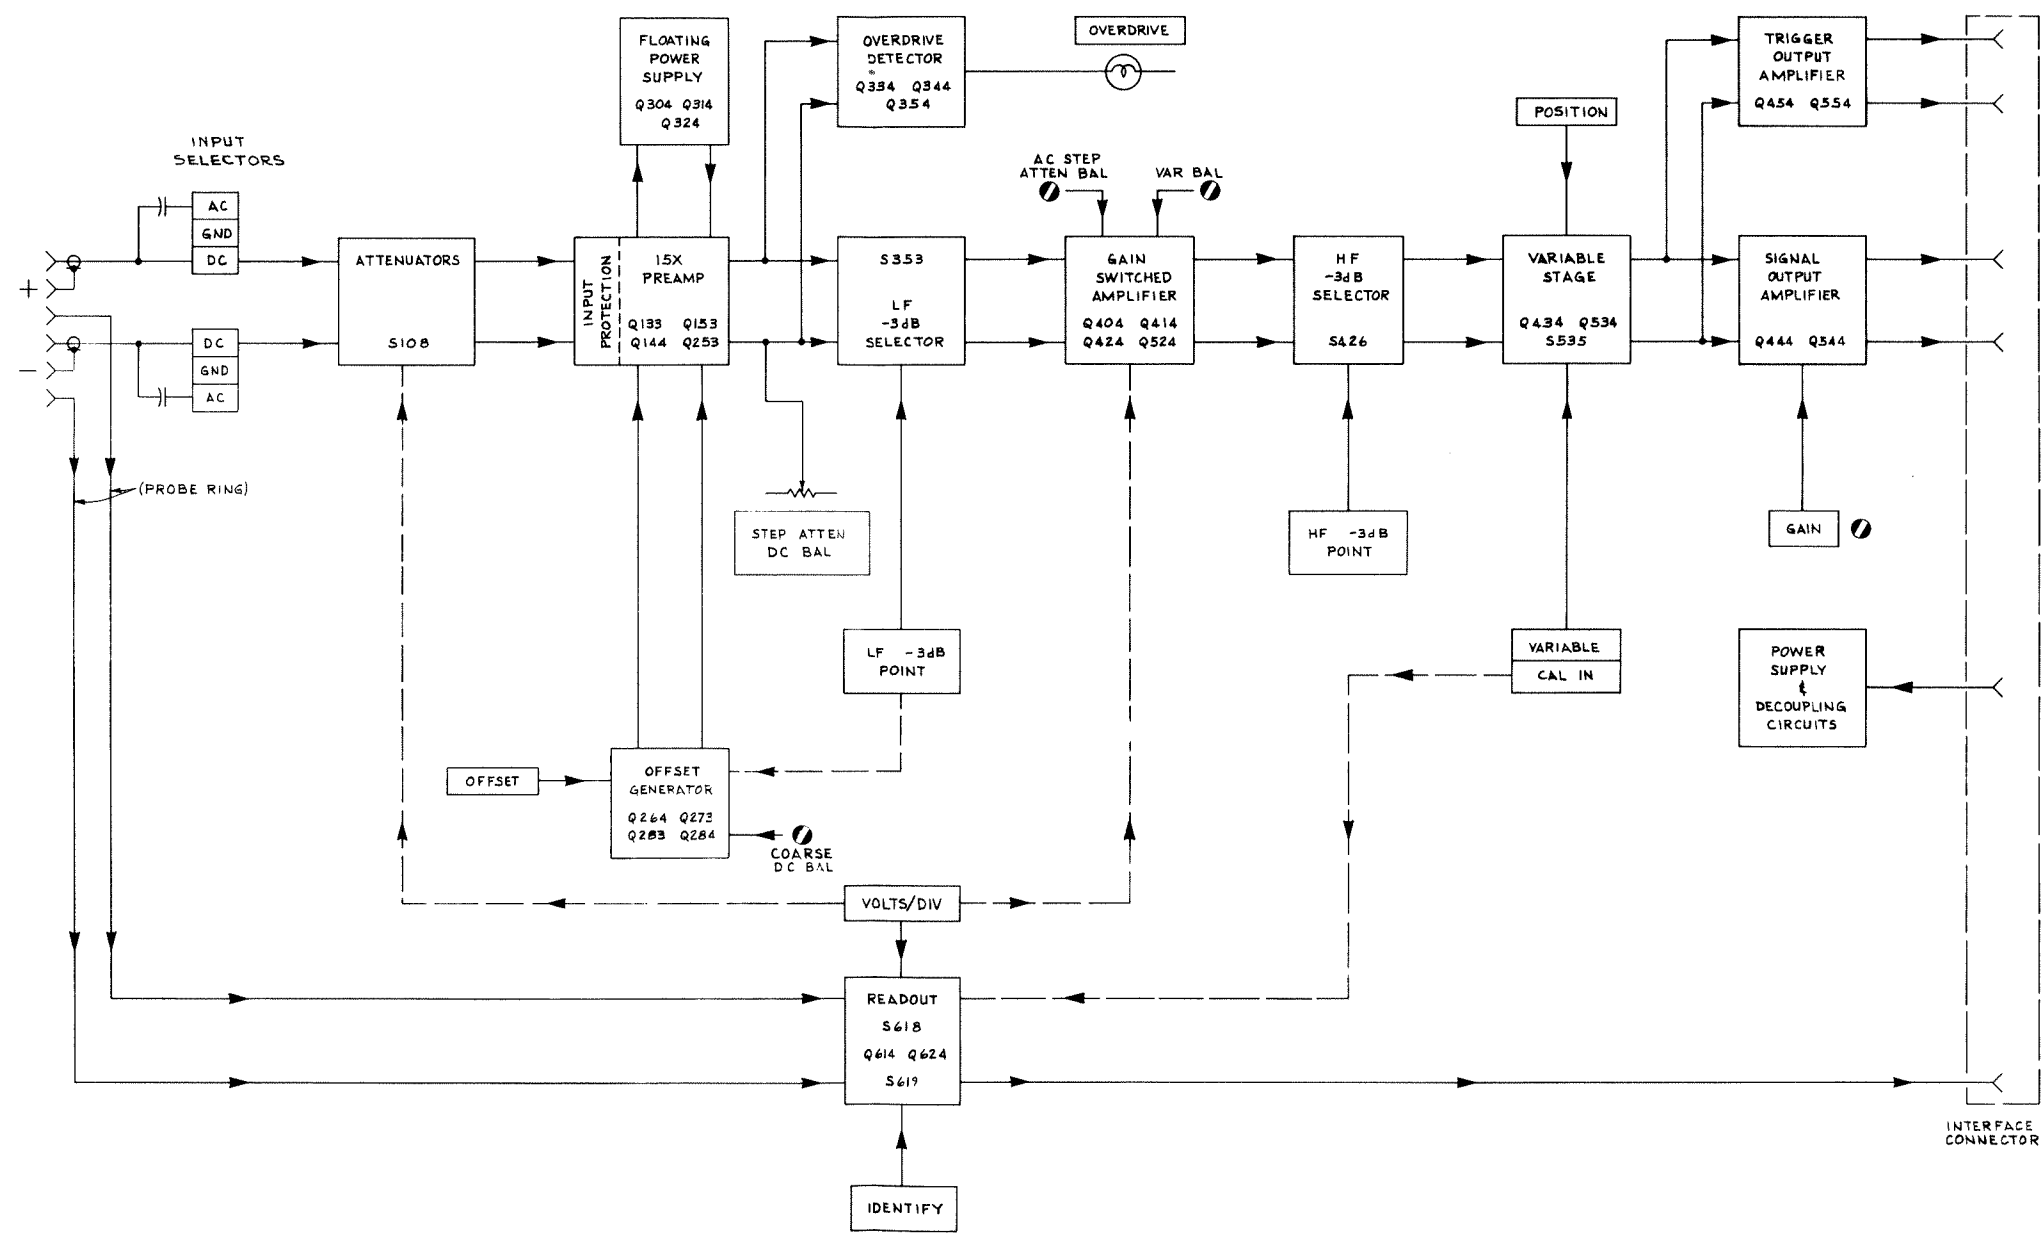 FLOATING
POWER
SUPPLY
Q304 Q314
Q324
OVERDRIVE
DETECTOR
Q334 Q344
Q354
OVERDRIVE
TRIGGER
OUTPUT
AMPLIFIER
Q454 Q554
POSITION
INPUT
SELECTORS
AC STEP
ATTEN BAL
VAR BAL
AC
GND
DC
+
-
DC
GND
AC
ATTENUATORS
S108
INPUT
PROTECTION
15X
PREAMP
Q133 Q153
Q144 Q253
S353
LF
-3dB
SELECTOR
GAIN
SWITCHED
AMPLIFIER
Q404 Q414
Q424 Q524
HF
-3dB
SELECTOR
S426
VARIABLE
STAGE
Q434 Q534
S535
SIGNAL
OUTPUT
AMPLIFIER
Q444 Q544
(PROBE RING)
STEP ATTEN
DC BAL
HF -3dB
POINT
GAIN
LF -3dB
POINT
VARIABLE
CAL IN
POWER
SUPPLY
&
DECOUPLING
CIRCUITS
OFFSET
OFFSET
GENERATOR
Q264 Q273
Q283 Q284
COARSE
DC BAL
VOLTS/DIV
READOUT
S618
Q614 Q624
S619
INTERFACE
CONNECTOR
IDENTIFY